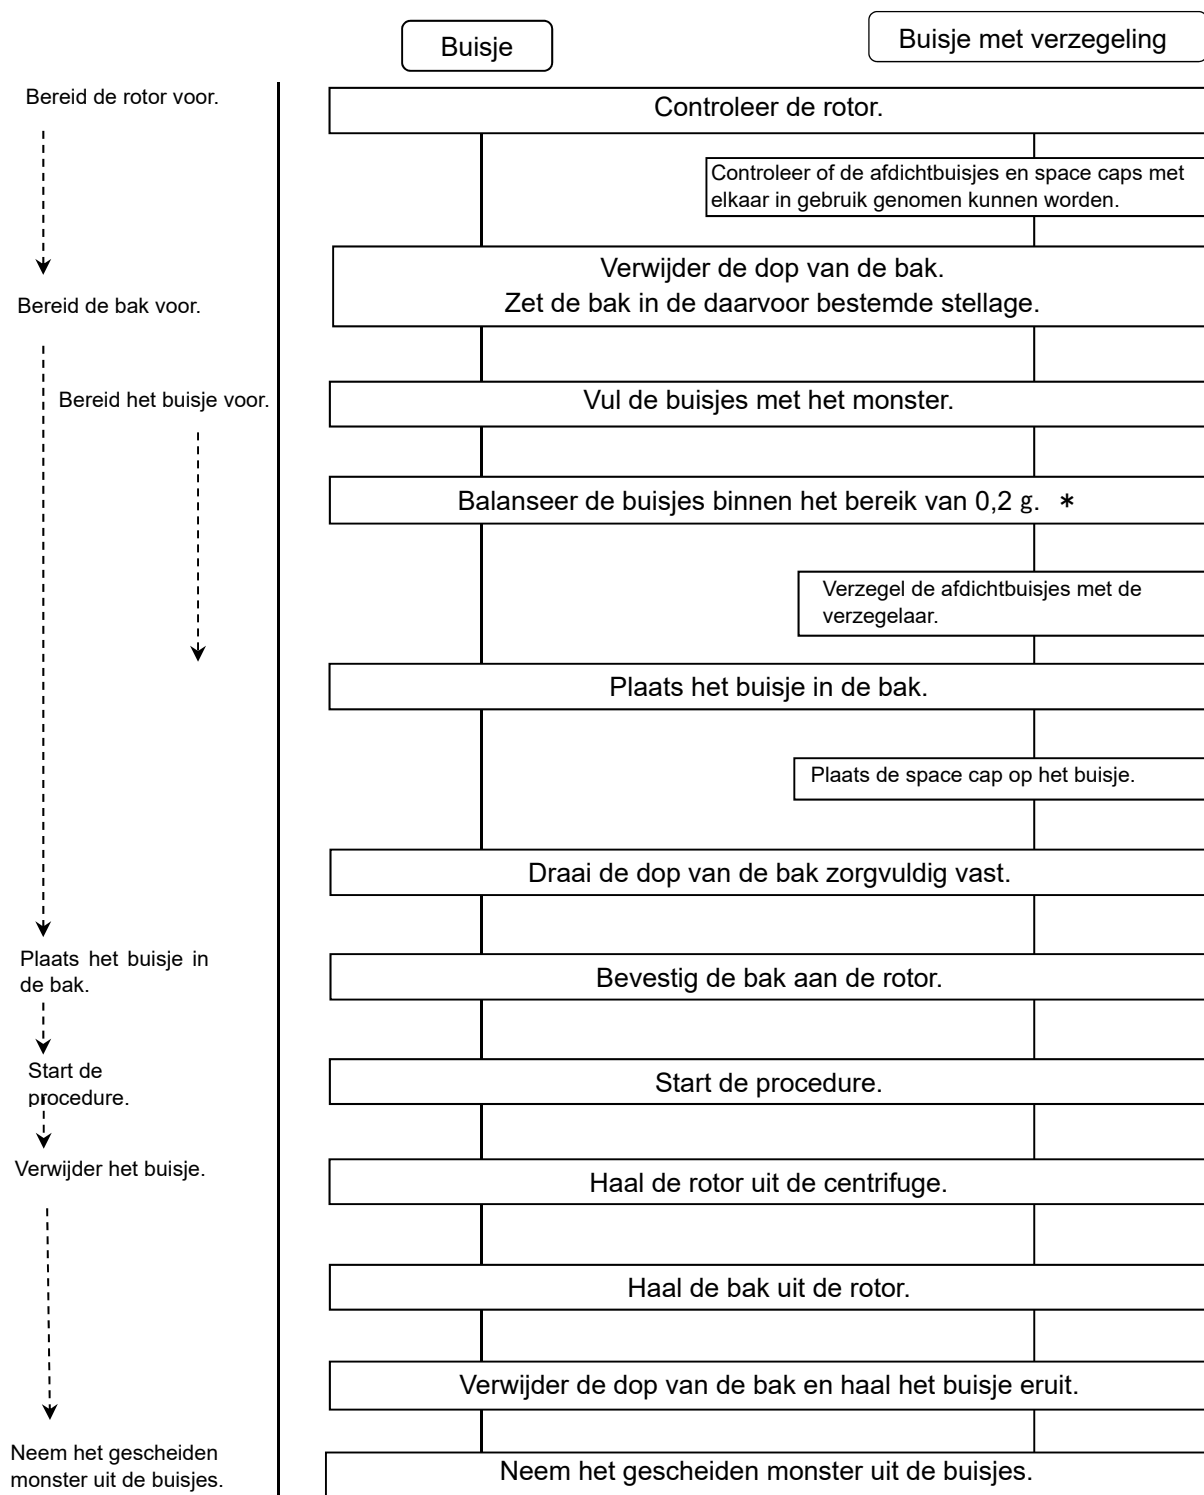 Buisje
Buisje met verzegeling
Bereid de rotor voor.
Controleer de rotor.
Controleer of de afdichtbuisjes en space caps met
elkaar in gebruik genomen kunnen worden.
Verwijder de dop van de bak.
Zet de bak in de daarvoor bestemde stellage.
Bereid de bak voor.
Bereid het buisje voor.
Vul de buisjes met het monster.
Balanseer de buisjes binnen het bereik van 0,2 g. *
Verzegel de afdichtbuisjes met de
verzegelaar.
Plaats het buisje in de bak.
Plaats de space cap op het buisje.
Draai de dop van de bak zorgvuldig vast.
Plaats het buisje in
de bak.
Bevestig de bak aan de rotor.
Start de
procedure.
Start de procedure.
Verwijder het buisje.
Haal de rotor uit de centrifuge.
Haal de bak uit de rotor.
Verwijder de dop van de bak en haal het buisje eruit.
Neem het gescheiden
monster uit de buisjes.
Neem het gescheiden monster uit de buisjes.